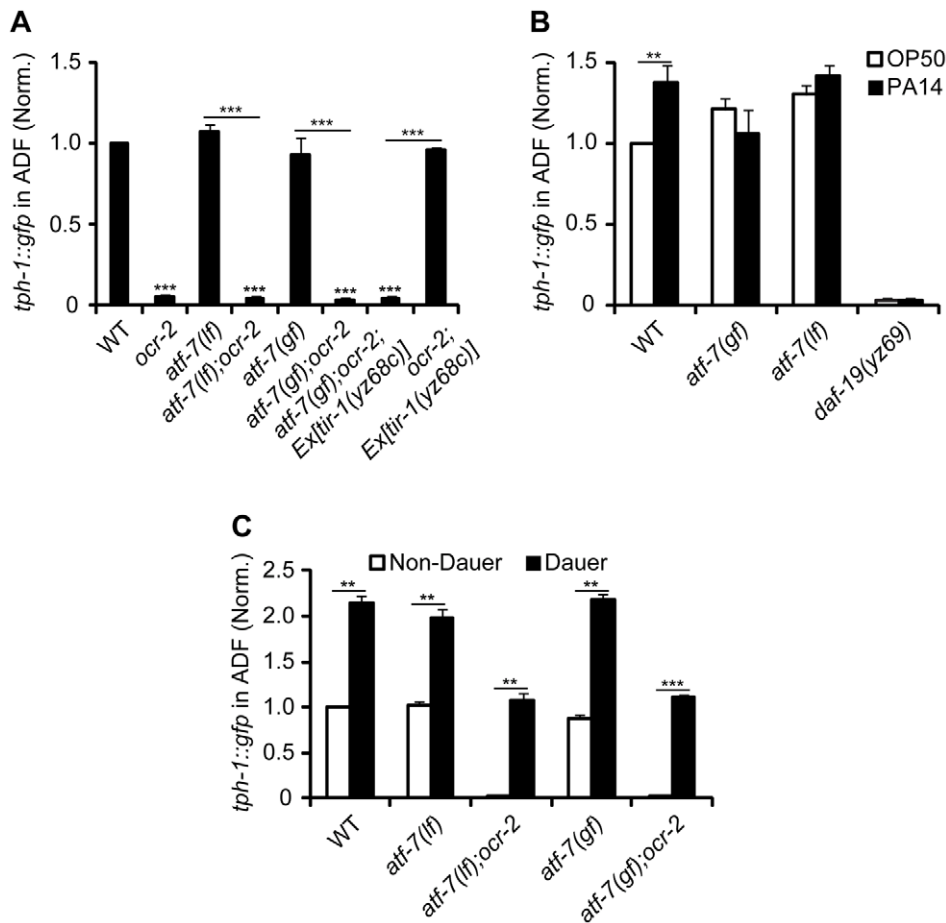 A
tph-1::gfp in ADF (Norm.)
1.5
1.0
0.5
0
***
***
***
***
***
***
***
WT
ocr-2
atf-7(lf)
atf-7(lf);ocr-2
atf-7(gf)
atf-7(gf);ocr-2
atf-7(gf);ocr-2;
Ex[tir-1(yz68c)]
ocr-2;
Ex[tir-1(yz68c)]
B
tph-1::gfp in ADF (Norm.)
1.5
1.0
0.5
0
**
OP50
PA14
WT
atf-7(gf)
atf-7(lf)
daf-19(yz69)
C
tph-1::gfp in ADF (Norm.)
2.5
2.0
1.5
1.0
0.5
0
Non-Dauer
Dauer
**
**
**
**
***
WT
atf-7(lf)
atf-7(lf);ocr-2
atf-7(gf)
atf-7(gf);ocr-2